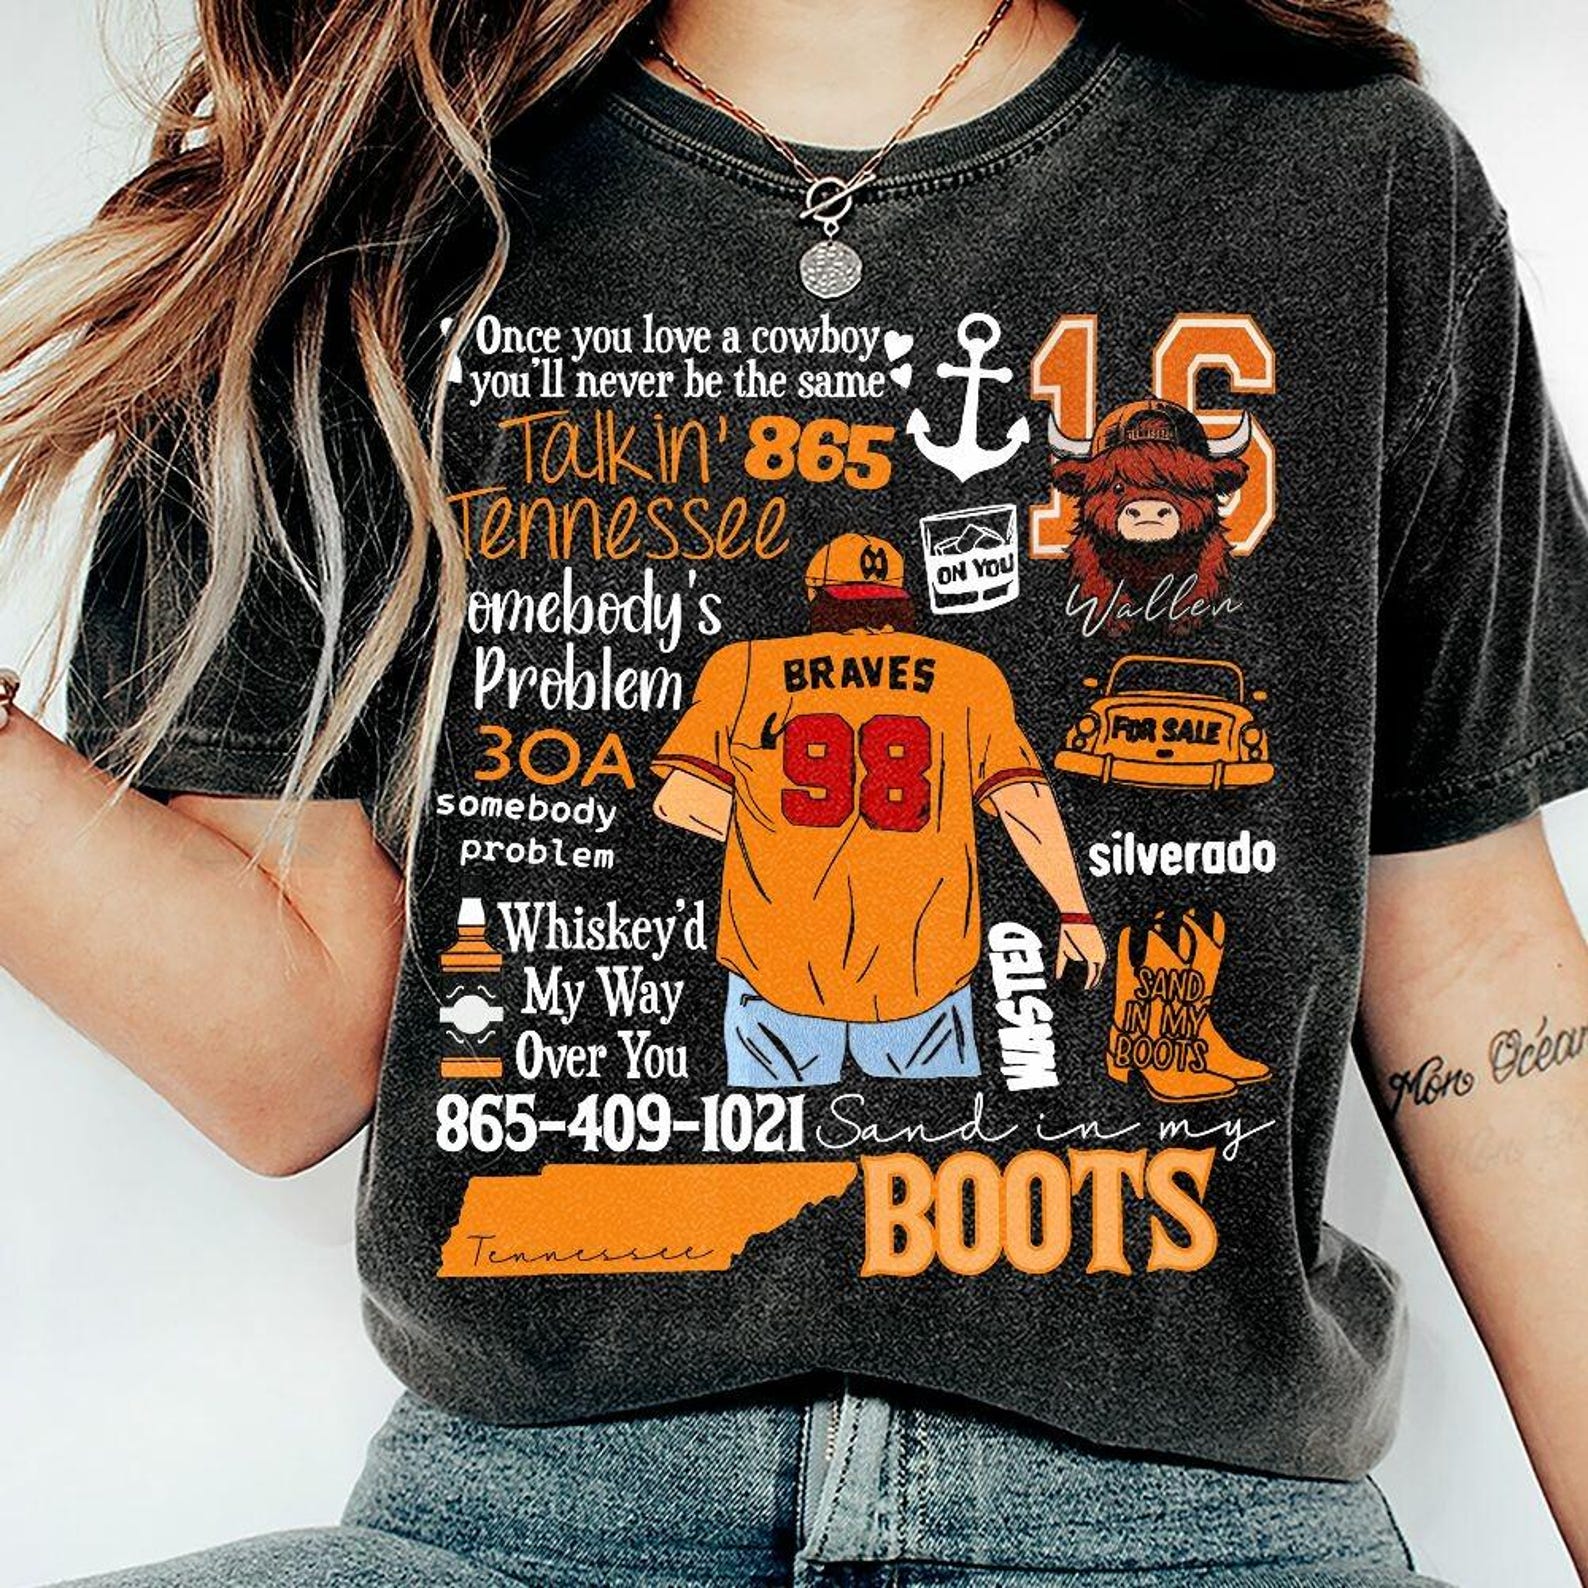 Once you love a cowboy
you'll never be the same
Talkin' 865
Tennessee
omebody's
Problem
30A
somebody
problem
Whiskey'd
My Way
Over You
865-409-1021
Tennessee
16
TENNESSEE
Wallen
ON YOU
BRAVES
98
FOR SALE
silverado
WASTED
SAND
IN MY
BOOTS
Sand in my
BOOTS
Mon Océan